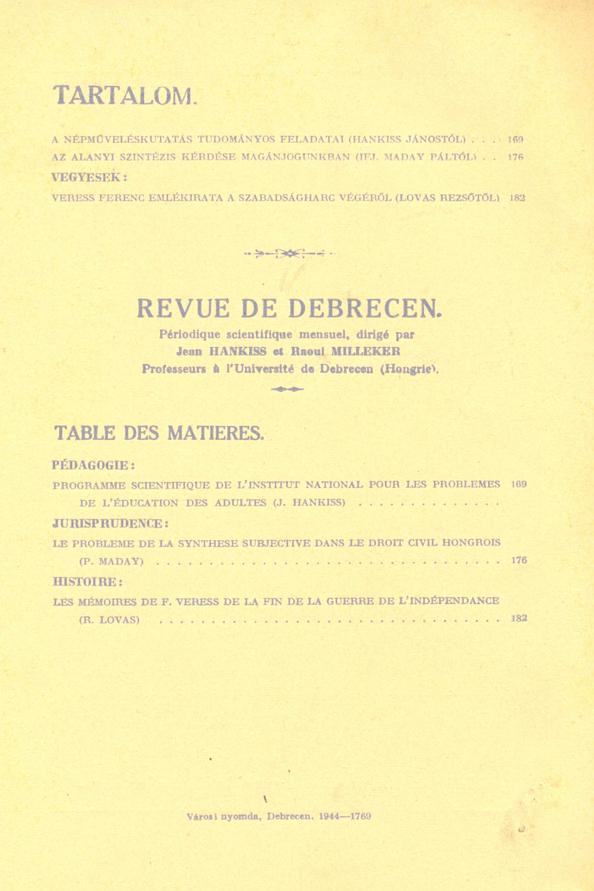 TARTALOM.
A NÉPMŰVELÉSKUTATÁS TUDOMÁNYOS FELADATAI (HANKISS JÁNOSTÓL) . . . 169
AZ ALANYI SZINTÉZIS KÉRDÉSE MAGÁNJOGUNKBAN (IFJ. MADAY PÁLTÓL) . . 176
VEGYESEK:
VERESS FERENC EMLÉKIRATA A SZABADSÁGHARC VÉGÉRŐL (LOVAS REZSŐTŐL) 182
REVUE DE DEBRECEN.
Périodique scientifique mensuel, dirigé par
Jean HANKISS et Raoul MILLEKER
Professeurs à l'Université de Debrecen (Hongrie).
TABLE DES MATIERES.
PÉDAGOGIE:
PROGRAMME SCIENTIFIQUE DE L'INSTITUT NATIONAL POUR LES PROBLEMES 169
DE L'ÉDUCATION DES ADULTES (J. HANKISS) . . . . . . . . . . . . . .
JURISPRUDENCE:
LE PROBLEME DE LA SYNTHESE SUBJECTIVE DANS LE DROIT CIVIL HONGROIS
(P. MADAY) . . . . . . . . . . . . . . . . . . . . . . . . . . . . . . . . . . 176
HISTOIRE:
LES MÉMOIRES DE F. VERESS DE LA FIN DE LA GUERRE DE L'INDÉPENDANCE
(R. LOVAS) . . . . . . . . . . . . . . . . . . . . . . . . . . . . . . . . . . 182
Városi nyomda, Debrecen. 1944—1769